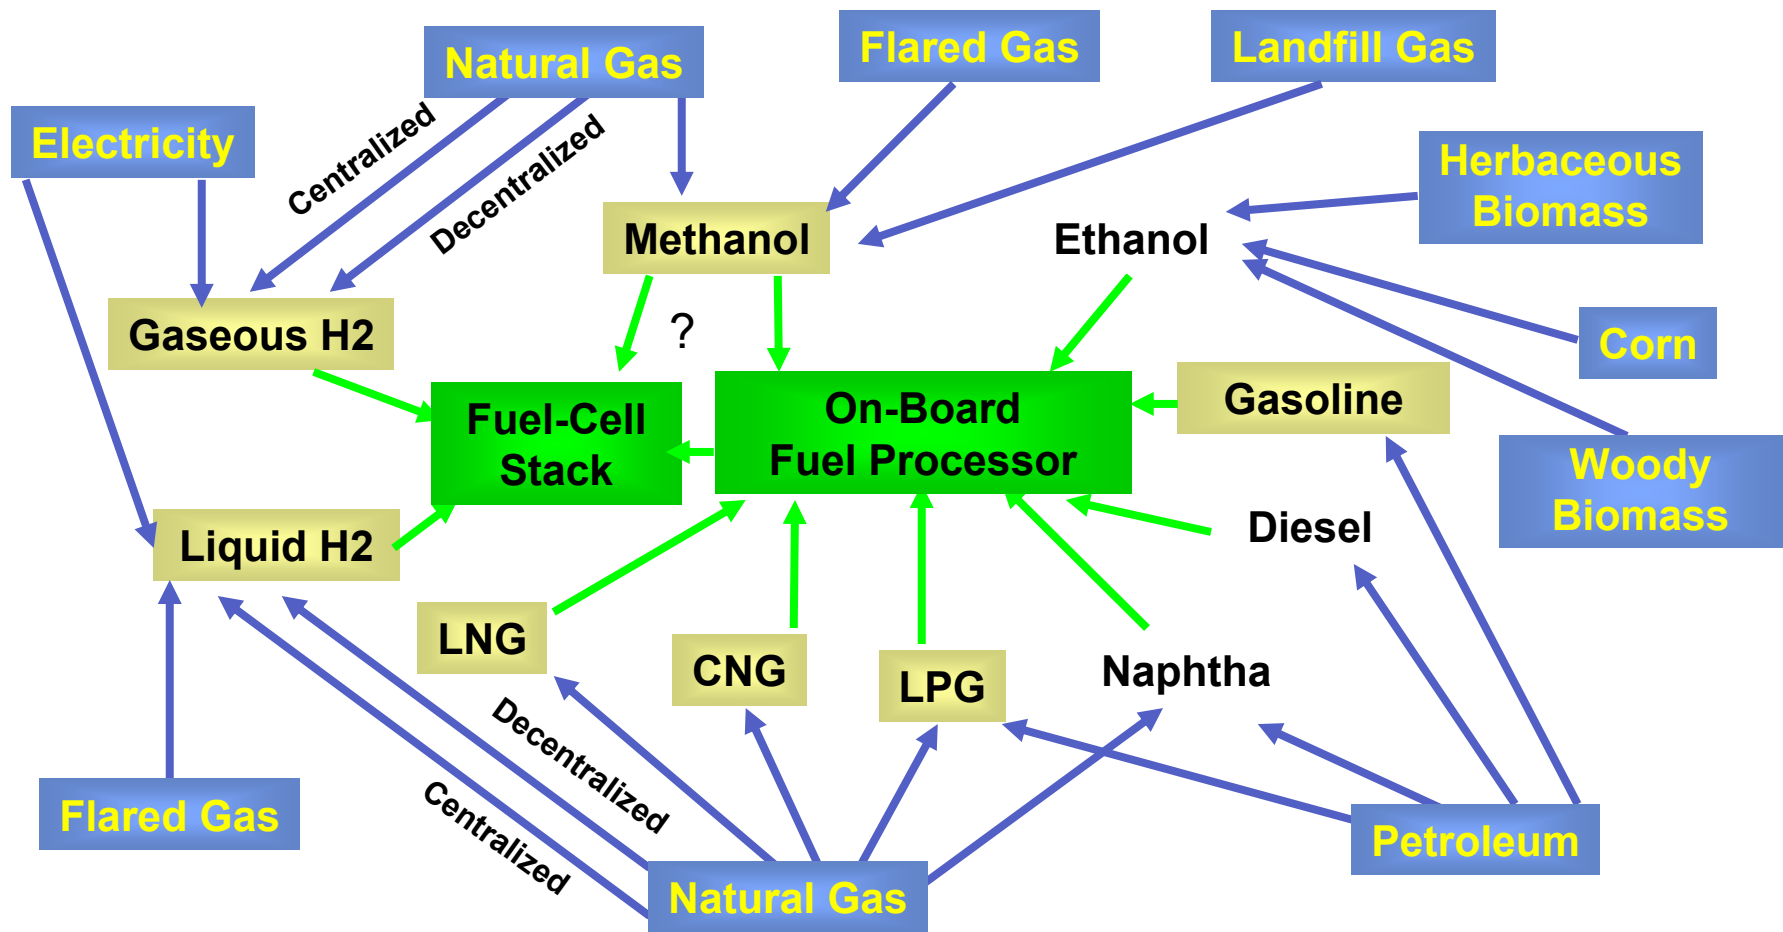 Natural Gas
Flared Gas
Landfill Gas
Electricity
Centralized
Decentralized
Herbaceous
Biomass
Methanol
Ethanol
Gaseous H2
?
Corn
Fuel-Cell
Stack
On-Board
Fuel Processor
Gasoline
Woody
Biomass
Liquid H2
Diesel
LNG
CNG
LPG
Naphtha
Decentralized
Centralized
Flared Gas
Natural Gas
Petroleum